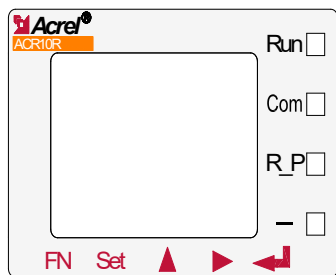 Acrel®
ACR10R
Run
Com
R_P
–
FN Set